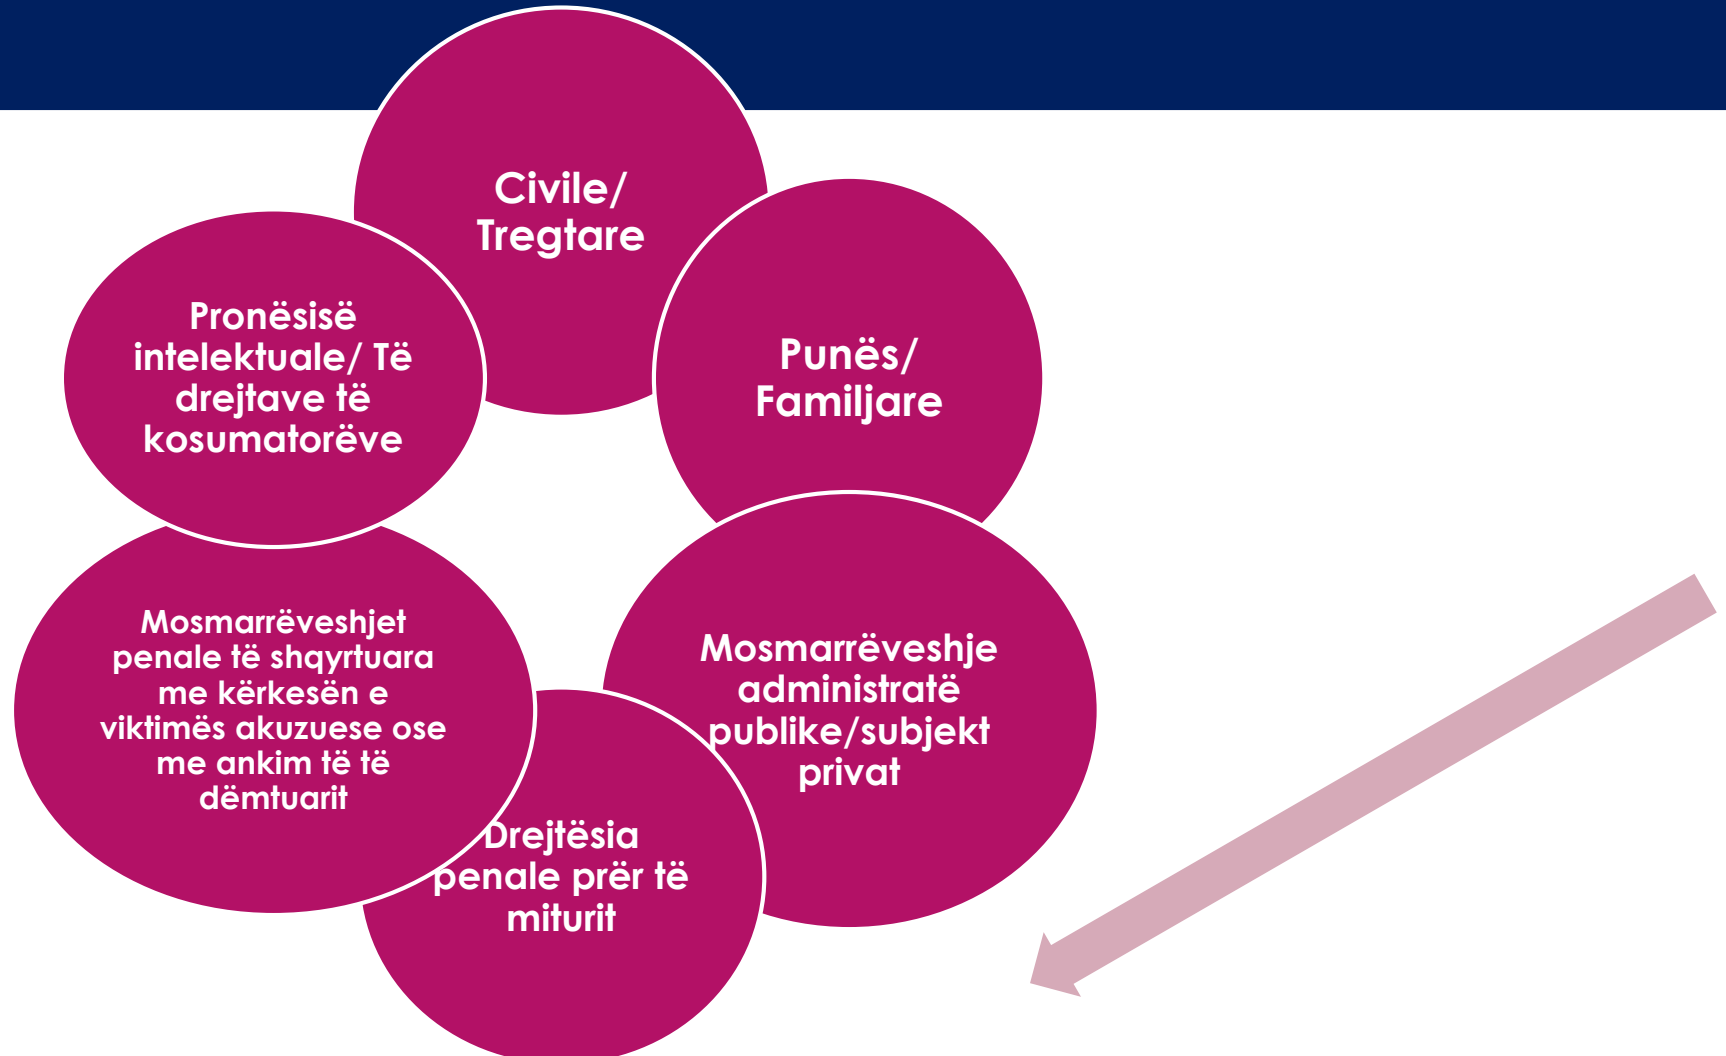 Civile/
Tregtare
Punës/
Familjare
Mosmarrëveshje
administratë
publike/subjekt
privat
Drejtësia
penale prër të
miturit
Mosmarrëveshjet
penale të shqyrtuara
me kërkesën e
viktimës akuzuese ose
me ankim të të
dëmtuarit
Pronësisë
intelektuale/ Të
drejtave të
kosumatorëve